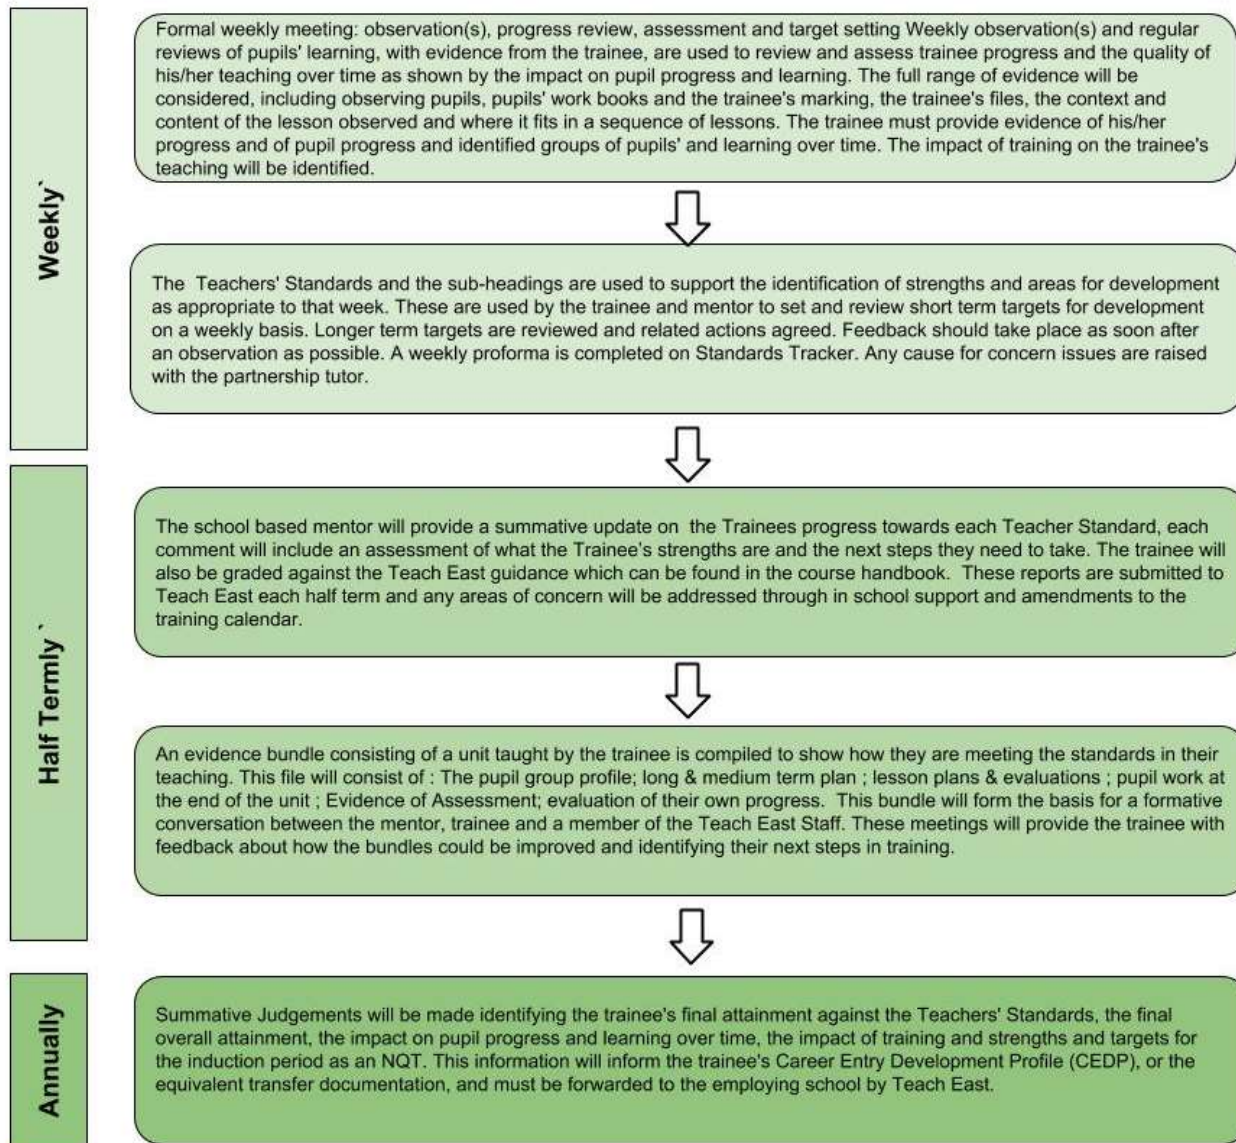 Weekly`
Formal weekly meeting: observation(s), progress review, assessment and target setting Weekly observation(s) and regular
reviews of pupils' learning, with evidence from the trainee, are used to review and assess trainee progress and the quality of
his/her teaching over time as shown by the impact on pupil progress and learning. The full range of evidence will be
considered, including observing pupils, pupils' work books and the trainee's marking, the trainee's files, the context and
content of the lesson observed and where it fits in a sequence of lessons. The trainee must provide evidence of his/her
progress and of pupil progress and identified groups of pupils' and learning over time. The impact of training on the trainee's
teaching will be identified.
The Teachers' Standards and the sub-headings are used to support the identification of strengths and areas for development
as appropriate to that week. These are used by the trainee and mentor to set and review short term targets for development
on a weekly basis. Longer term targets are reviewed and related actions agreed. Feedback should take place as soon after
an observation as possible. A weekly proforma is completed on Standards Tracker. Any cause for concern issues are raised
with the partnership tutor.
Half Termly `
The school based mentor will provide a summative update on the Trainees progress towards each Teacher Standard, each
comment will include an assessment of what the Trainee's strengths are and the next steps they need to take. The trainee will
also be graded against the Teach East guidance which can be found in the course handbook. These reports are submitted to
Teach East each half term and any areas of concern will be addressed through in school support and amendments to the
training calendar.
An evidence bundle consisting of a unit taught by the trainee is compiled to show how they are meeting the standards in their
teaching. This file will consist of : The pupil group profile; long & medium term plan ; lesson plans & evaluations ; pupil work at
the end of the unit ; Evidence of Assessment; evaluation of their own progress. This bundle will form the basis for a formative
conversation between the mentor, trainee and a member of the Teach East Staff. These meetings will provide the trainee with
feedback about how the bundles could be improved and identifying their next steps in training.
Annually
Summative Judgements will be made identifying the trainee's final attainment against the Teachers' Standards, the final
overall attainment, the impact on pupil progress and learning over time, the impact of training and strengths and targets for
the induction period as an NQT. This information will inform the trainee's Career Entry Development Profile (CEDP), or the
equivalent transfer documentation, and must be forwarded to the employing school by Teach East.